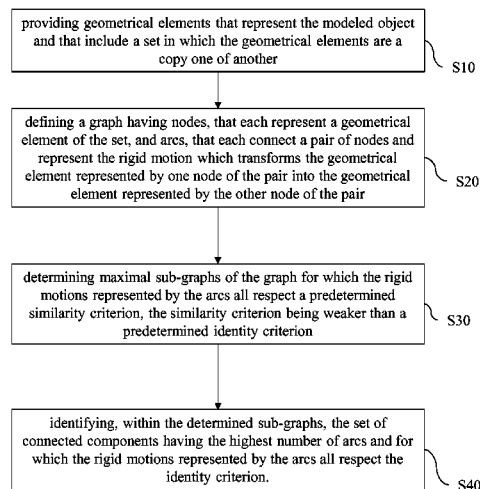 providing geometrical elements that represent the modeled object
and that include a set in which the geometrical elements are a
copy one of another
S10
defining a graph having nodes, that each represent a geometrical
element of the set, and arcs, that each connect a pair of nodes and
represent the rigid motion which transforms the geometrical
element represented by one node of the pair into the geometrical
element represented by the other node of the pair
S20
determining maximal sub-graphs of the graph for which the rigid
motions represented by the arcs all respect a predetermined
similarity criterion, the similarity criterion being weaker than a
predetermined identity criterion
S30
identifying, within the determined sub-graphs, the set of
connected components having the highest number of arcs and for
which the rigid motions represented by the arcs all respect the
identity criterion.
S40